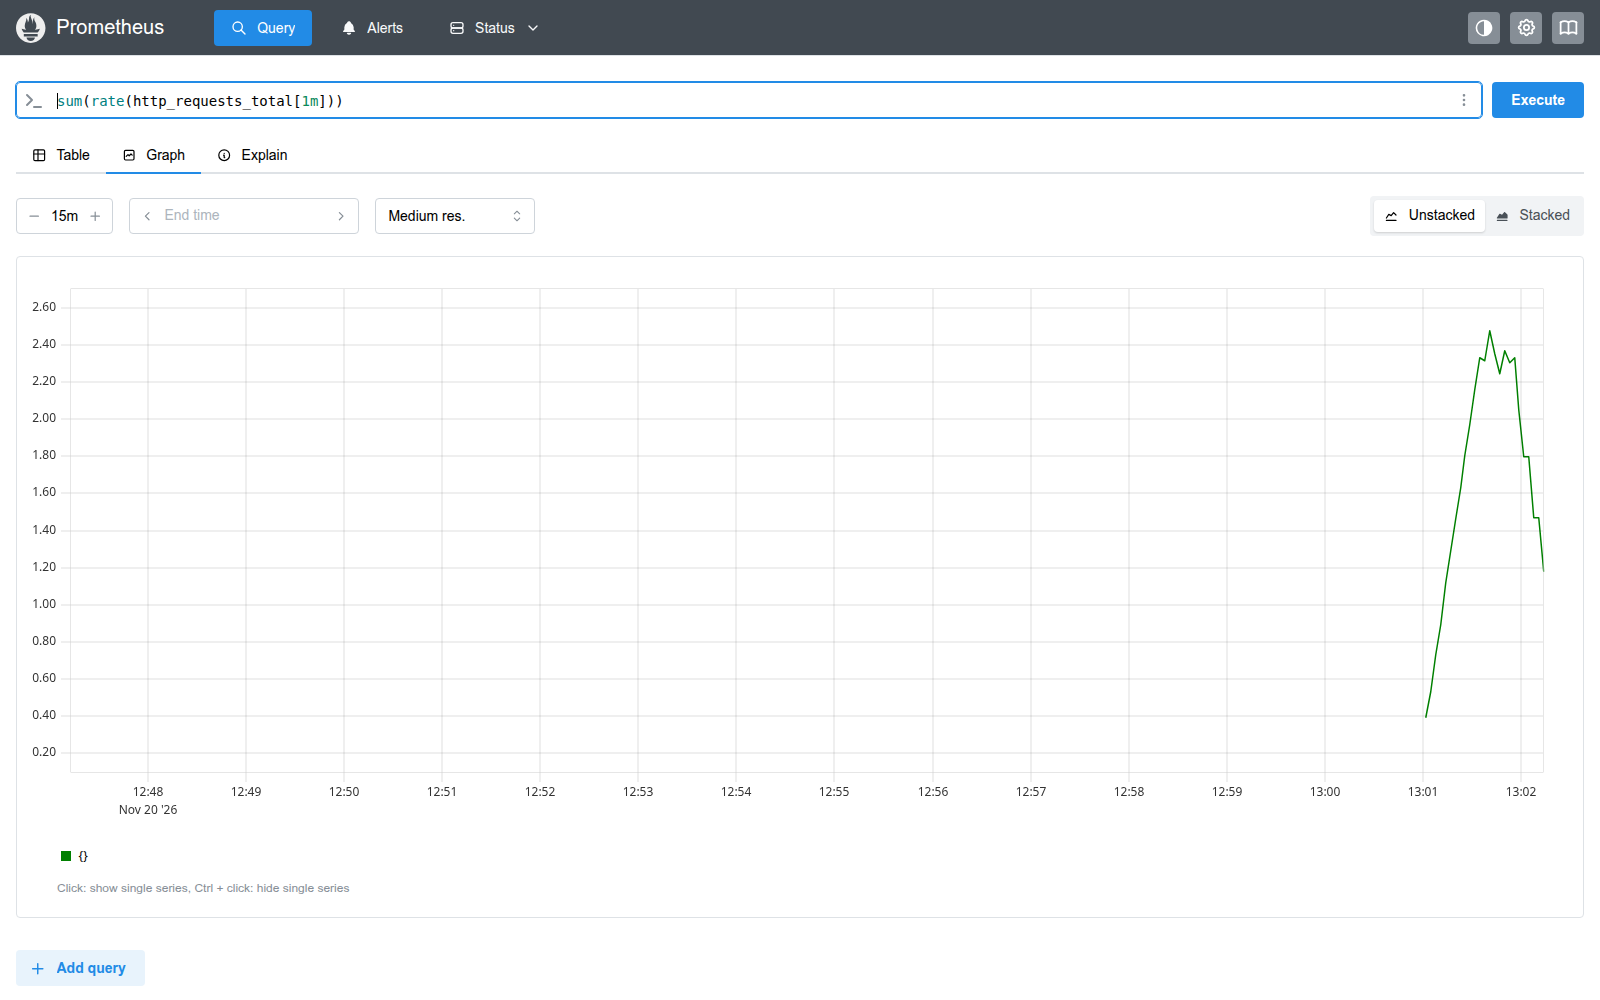 Prometheus Query Alerts Status
sum(rate(http_requests_total[1m])) Execute
Table Graph Explain
15m End time Medium res. Unstacked Stacked
2.60
2.40
2.20
2.00
1.80
1.60
1.40
1.20
1.00
0.80
0.60
0.40
0.20
12:48 12:49 12:50 12:51 12:52 12:53 12:54 12:55 12:56 12:57 12:58 12:59 13:00 13:01 13:02
Nov 20 '26
{}
Click: show single series, Ctrl + click: hide single series
Add query